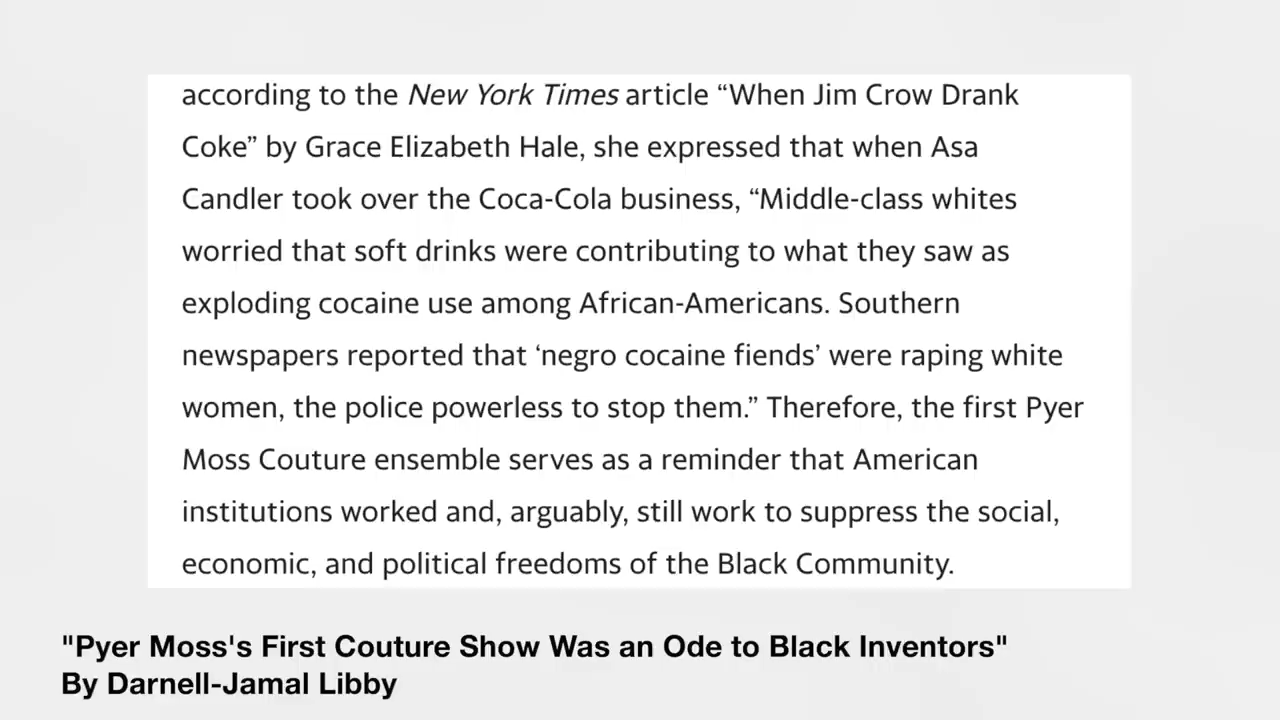 according to the New York Times article “When Jim Crow Drank
Coke” by Grace Elizabeth Hale, she expressed that when Asa
Candler took over the Coca-Cola business, “Middle-class whites
worried that soft drinks were contributing to what they saw as
exploding cocaine use among African-Americans. Southern
newspapers reported that ‘negro cocaine fiends’ were raping white
women, the police powerless to stop them.” Therefore, the first Pyer
Moss Couture ensemble serves as a reminder that American
institutions worked and, arguably, still work to suppress the social,
economic, and political freedoms of the Black Community.
"Pyer Moss's First Couture Show Was an Ode to Black Inventors"
By Darnell-Jamal Libby